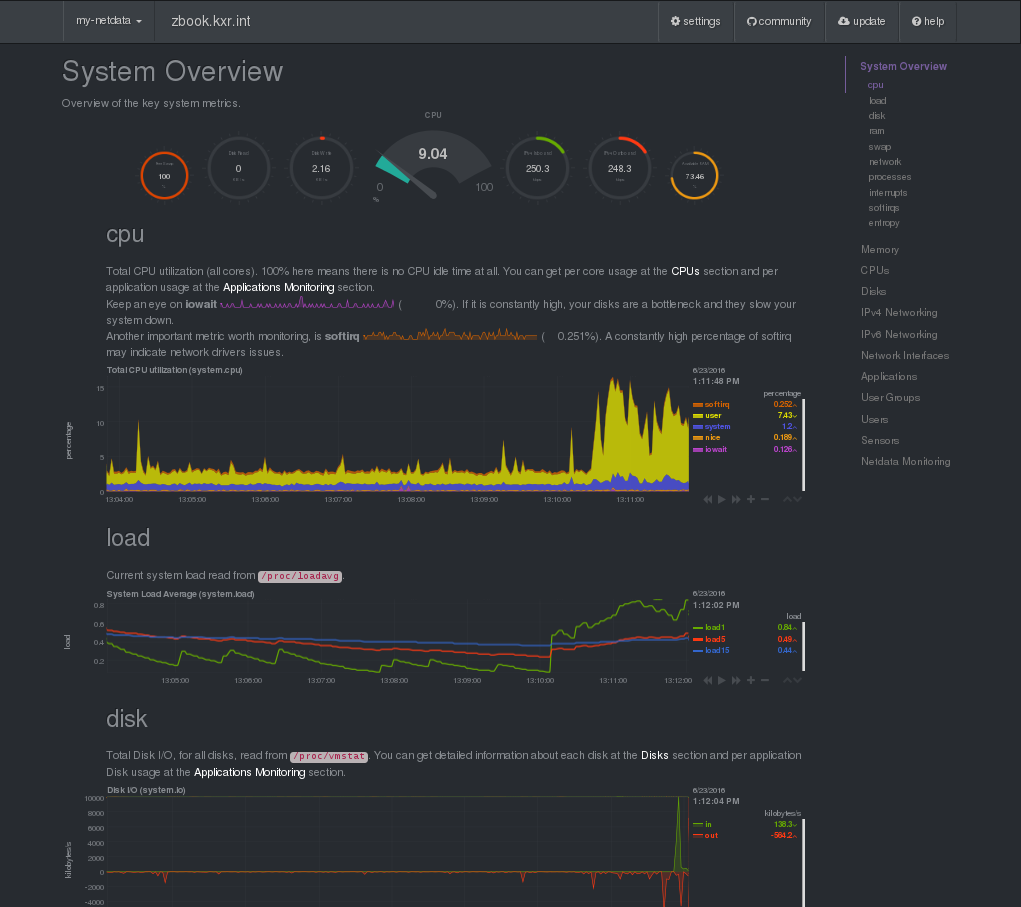 my-netdata
zbook.kxr.int
settings
community
update
help
System Overview
Overview of the key system metrics.
CPU
100
Disk Read
0
Disk Write
2.16
9.04
0
100
250.3
248.3
73.46
cpu
Total CPU utilization (all cores). 100% here means there is no CPU idle time at all. You can get per core usage at the CPUs section and per
application usage at the Applications Monitoring section.
Keep an eye on iowait ( 0%). If it is constantly high, your disks are a bottleneck and they slow your
system down.
Another important metric worth monitoring, is softirq ( 0.251%). A constantly high percentage of softirq
may indicate network drivers issues.
Total CPU utilization (system.cpu)
6/23/2016
1:11:48 PM
percentage
softirq 0.252
user 7.43
system 1.2
nice 0.189
iowait 0.126
percentage
15
10
5
0
13:04:00 13:05:00 13:06:00 13:07:00 13:08:00 13:09:00 13:10:00 13:11:00
load
Current system load read from /proc/loadavg.
System Load Average (system.load)
6/23/2016
1:12:02 PM
load
load1 0.84
load5 0.49
load15 0.44
load
0.8
0.6
0.4
0.2
13:05:00 13:06:00 13:07:00 13:08:00 13:09:00 13:10:00 13:11:00 13:12:00
disk
Total Disk I/O, for all disks, read from /proc/vmstat. You can get detailed information about each disk at the Disks section and per application
Disk usage at the Applications Monitoring section.
Disk I/O (system.io)
6/23/2016
1:12:04 PM
kilobytes/s
in 138.3
out -584.2
kilobytes/s
10000
8000
6000
4000
2000
0
-2000
-4000
System Overview
cpu
load
disk
ram
swap
network
processes
interrupts
softirqs
entropy
Memory
CPUs
Disks
IPv4 Networking
IPv6 Networking
Network Interfaces
Applications
User Groups
Users
Sensors
Netdata Monitoring